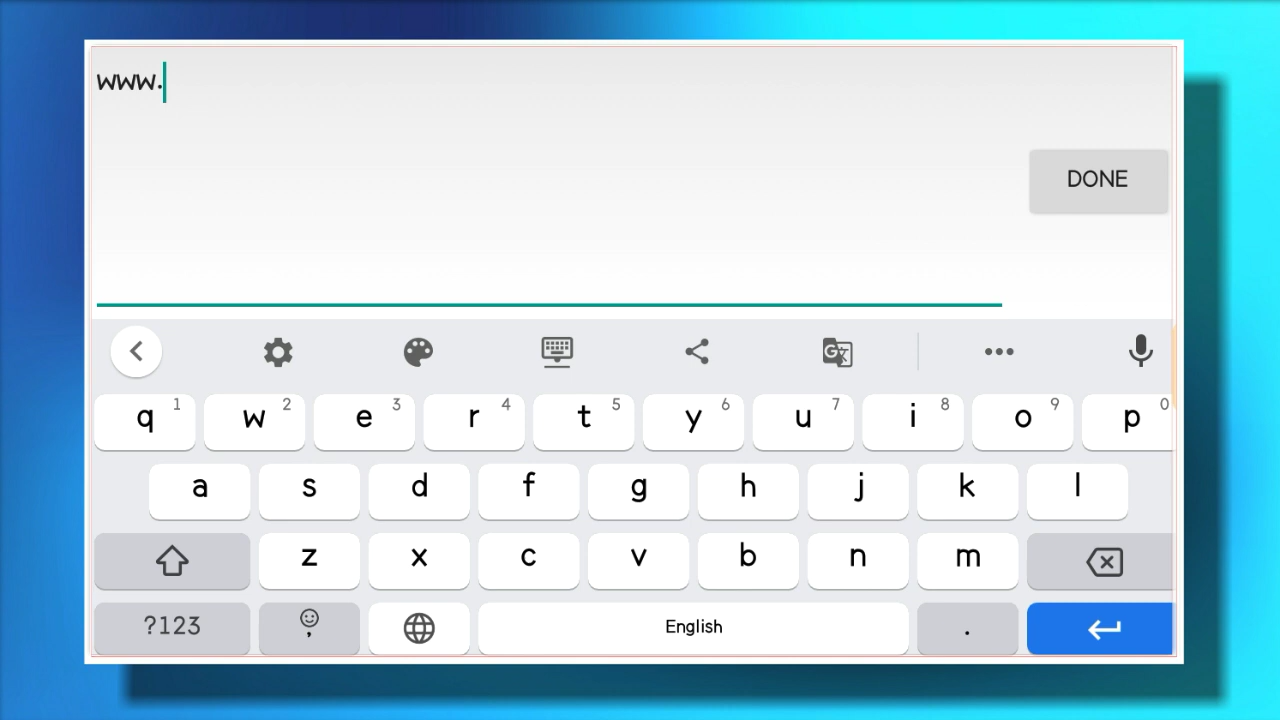 www.
DONE
q 1 w 2 e 3 r 4 t 5 y 6 u 7 i 8 o 9 p 0
a s d f g h j k l
z x c v b n m
?123 , English .